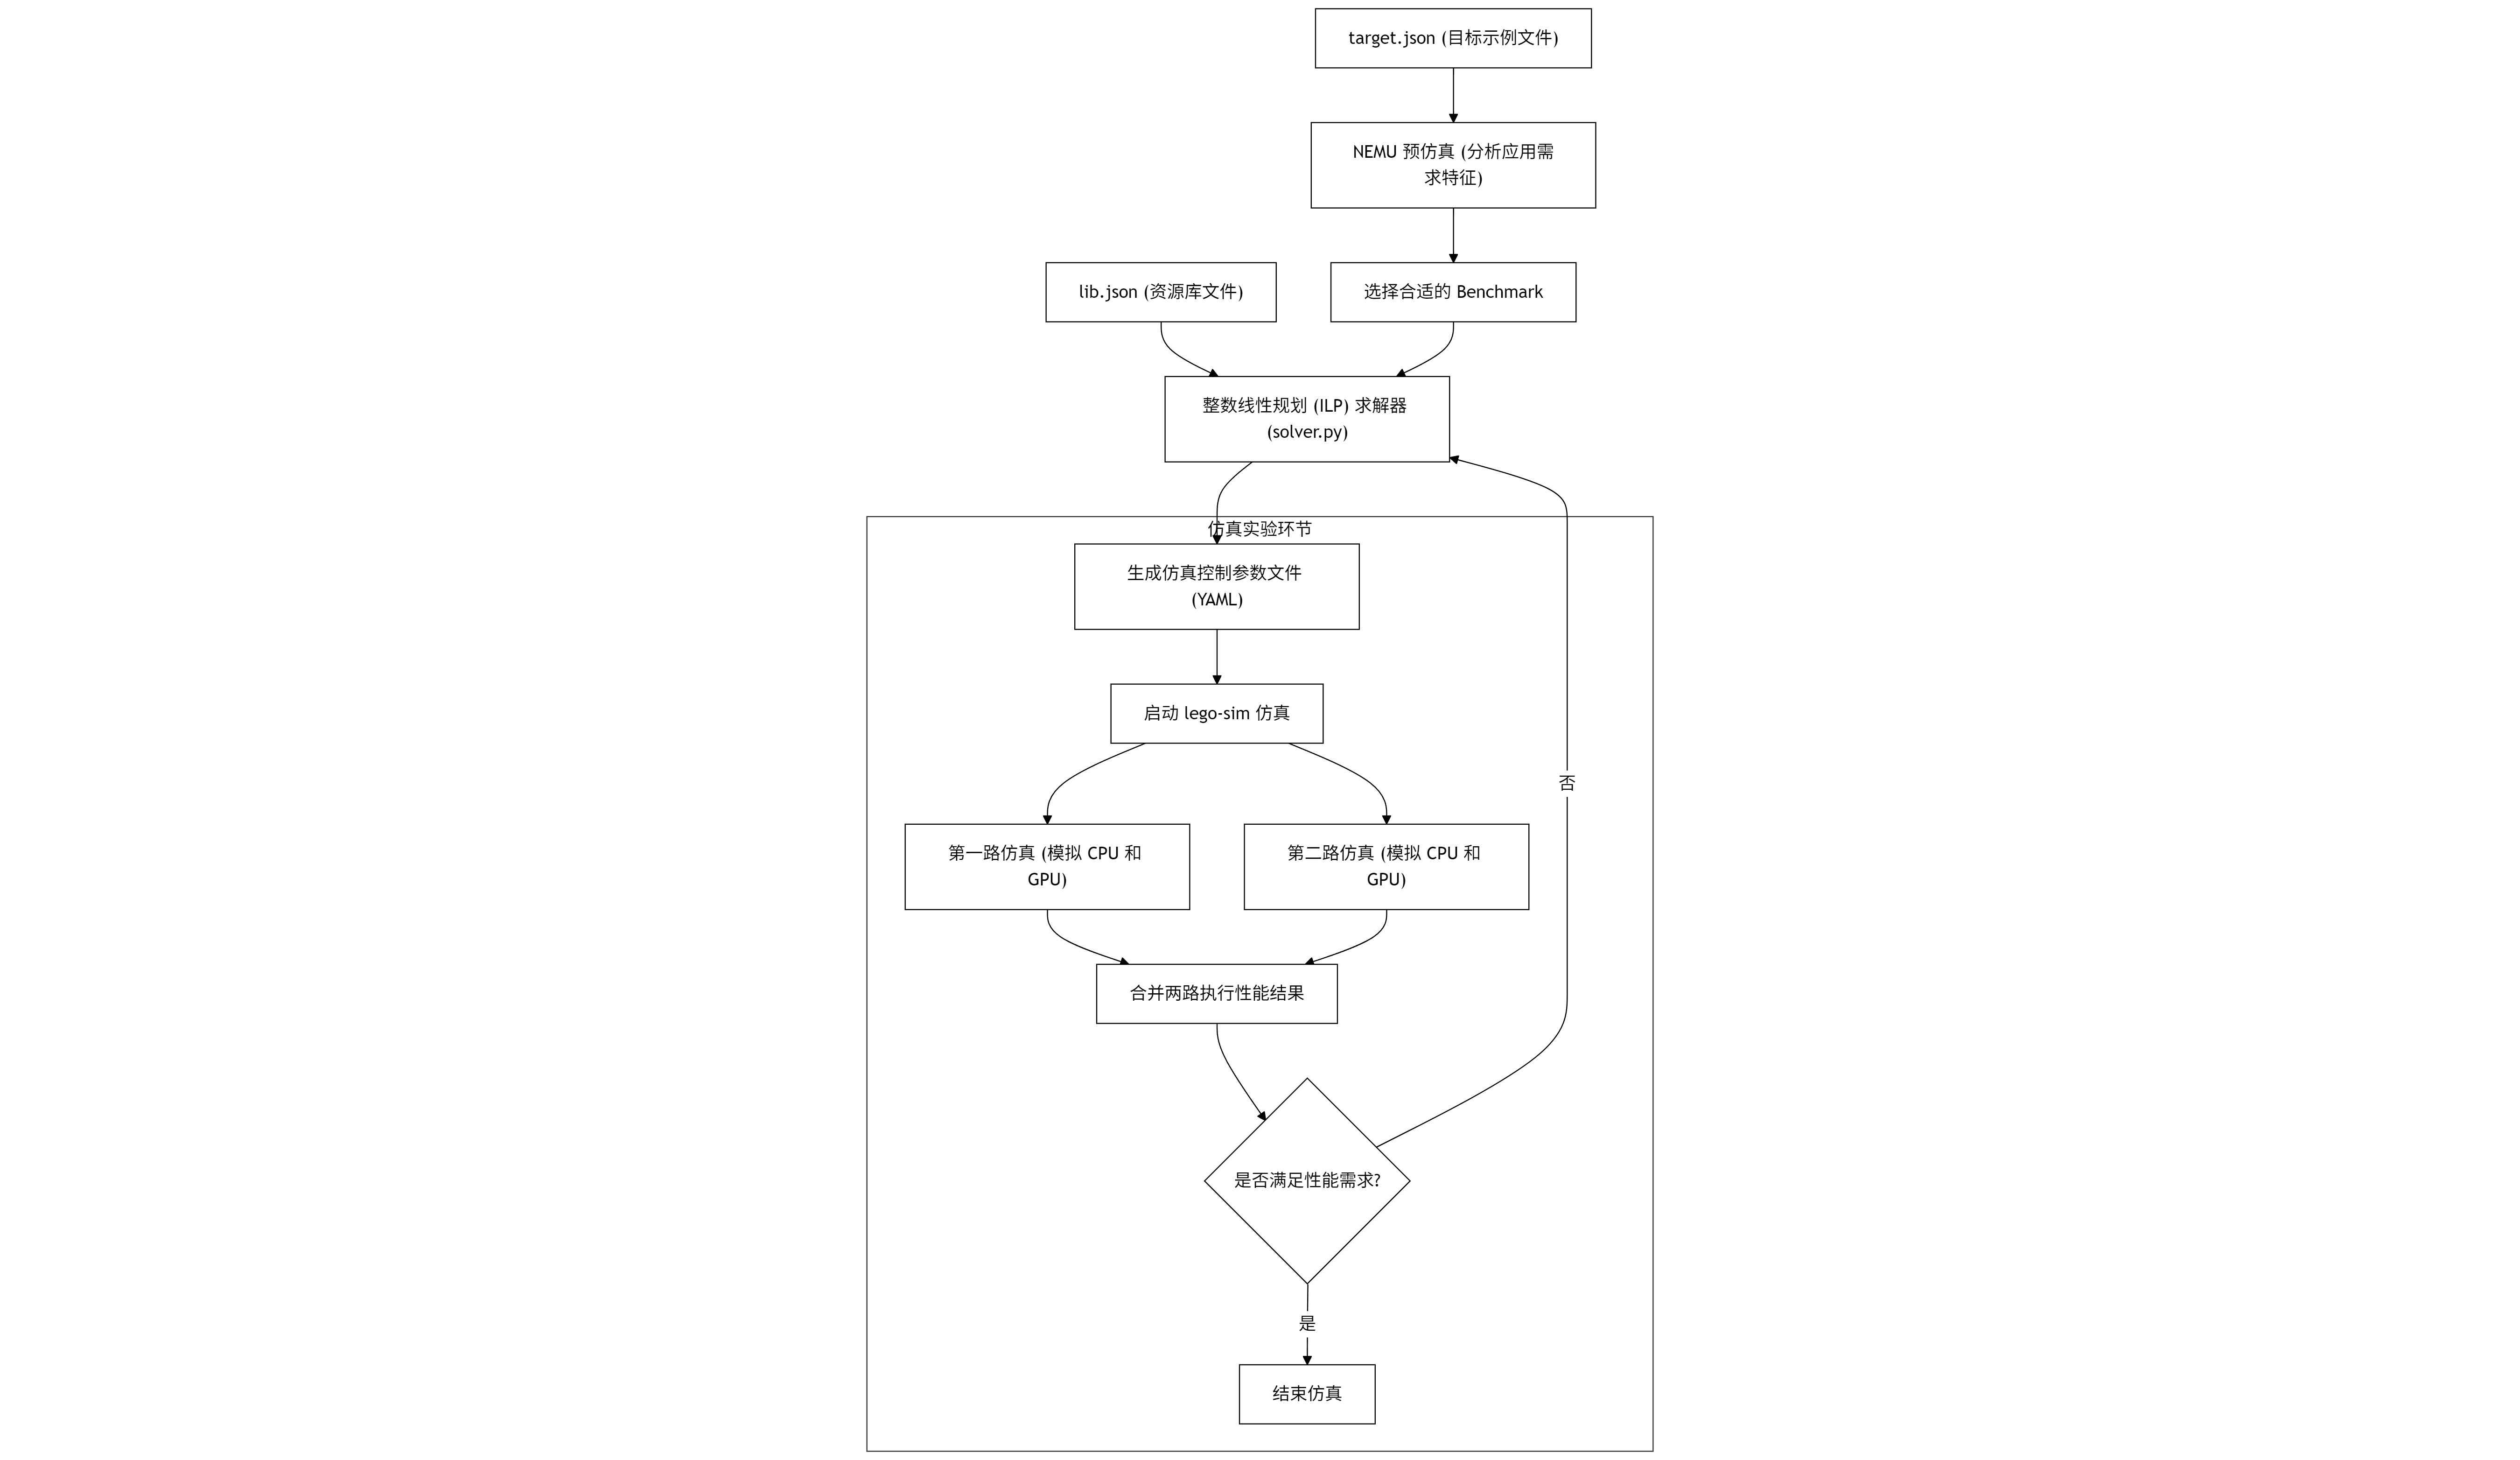 target.json (目标示例文件)
NEMU 预仿真 (分析应用需
求特征)
lib.json (资源库文件)
选择合适的 Benchmark
整数线性规划 (ILP) 求解器
(solver.py)
仿真实验环节
生成仿真控制参数文件
(YAML)
启动 lego-sim 仿真
否
第一路仿真 (模拟 CPU 和
GPU)
第二路仿真 (模拟 CPU 和
GPU)
合并两路执行性能结果
是否满足性能需求?
是
结束仿真